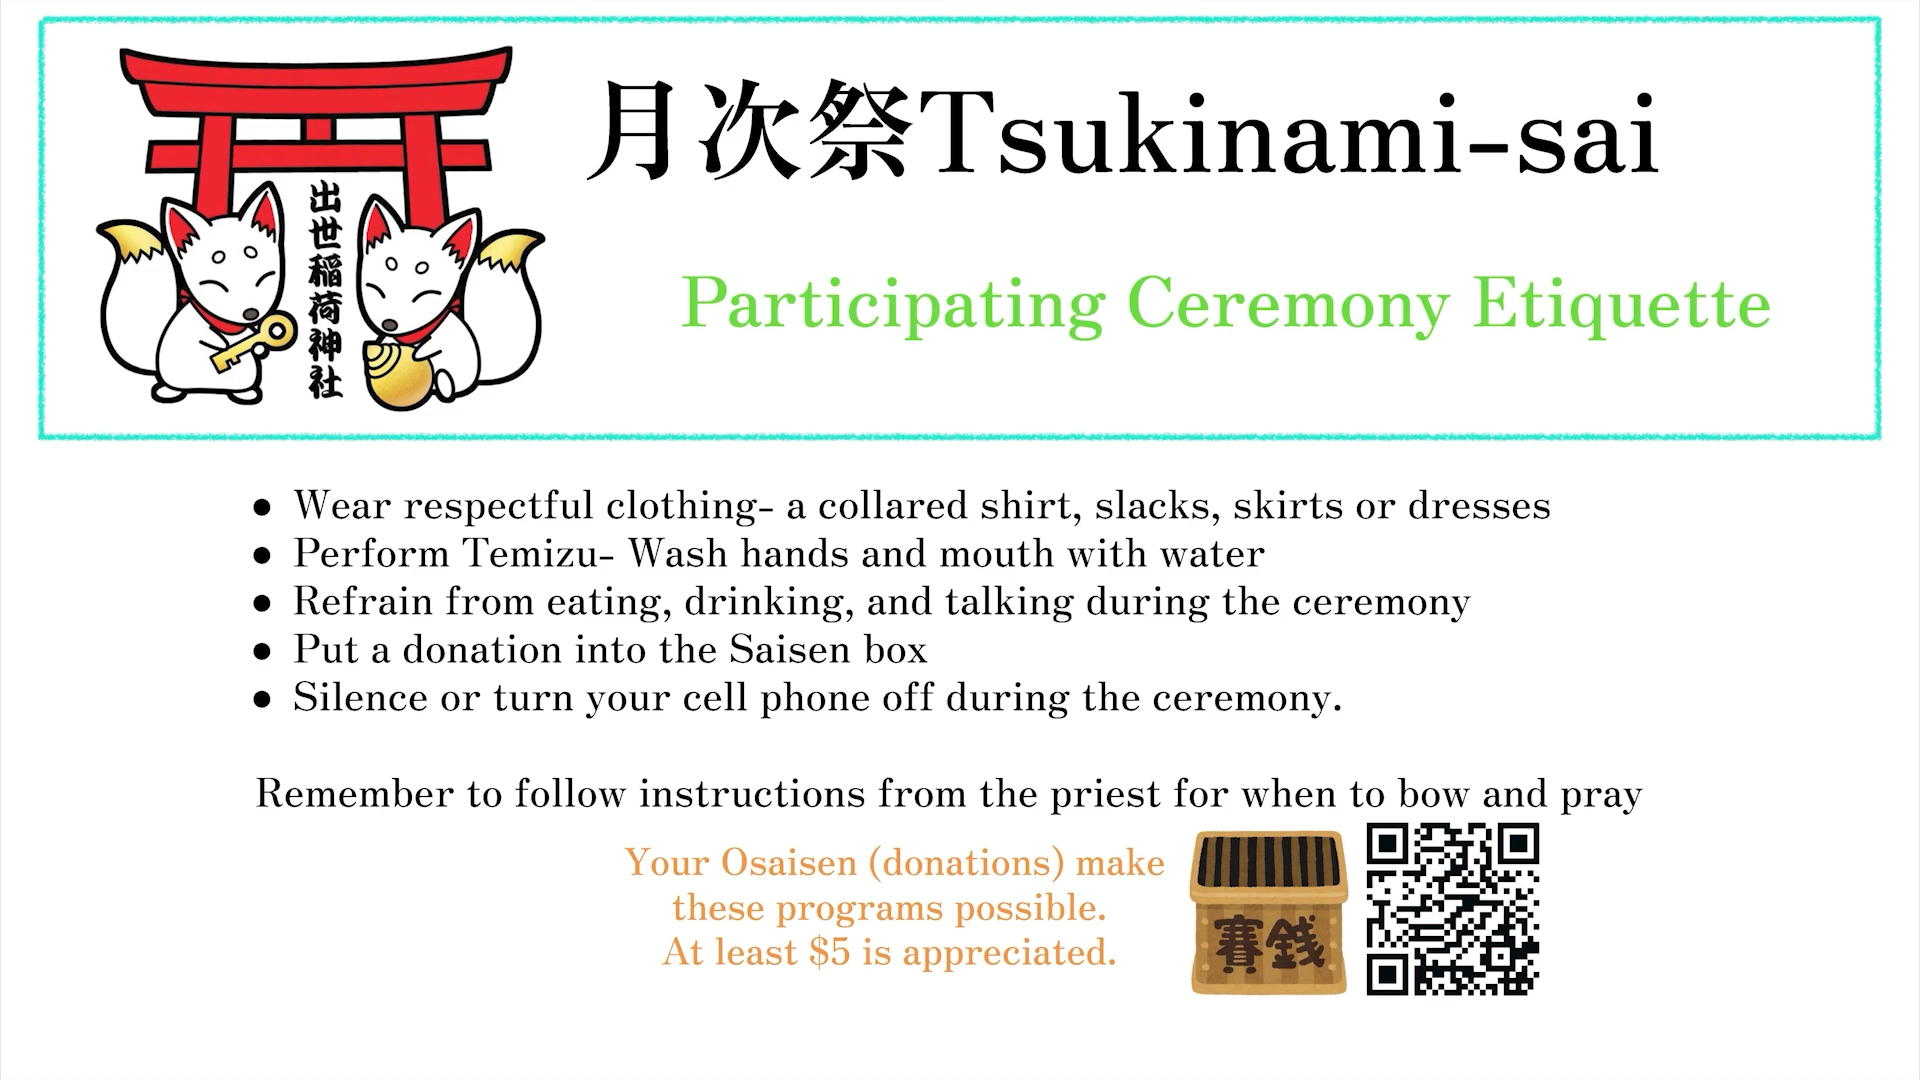 月次祭Tsukinami-sai
出世稲荷神社
Participating Ceremony Etiquette
● Wear respectful clothing- a collared shirt, slacks, skirts or dresses
● Perform Temizu- Wash hands and mouth with water
● Refrain from eating, drinking, and talking during the ceremony
● Put a donation into the Saisen box
● Silence or turn your cell phone off during the ceremony.
Remember to follow instructions from the priest for when to bow and pray
Your Osaisen (donations) make
these programs possible.
At least $5 is appreciated.
賽銭